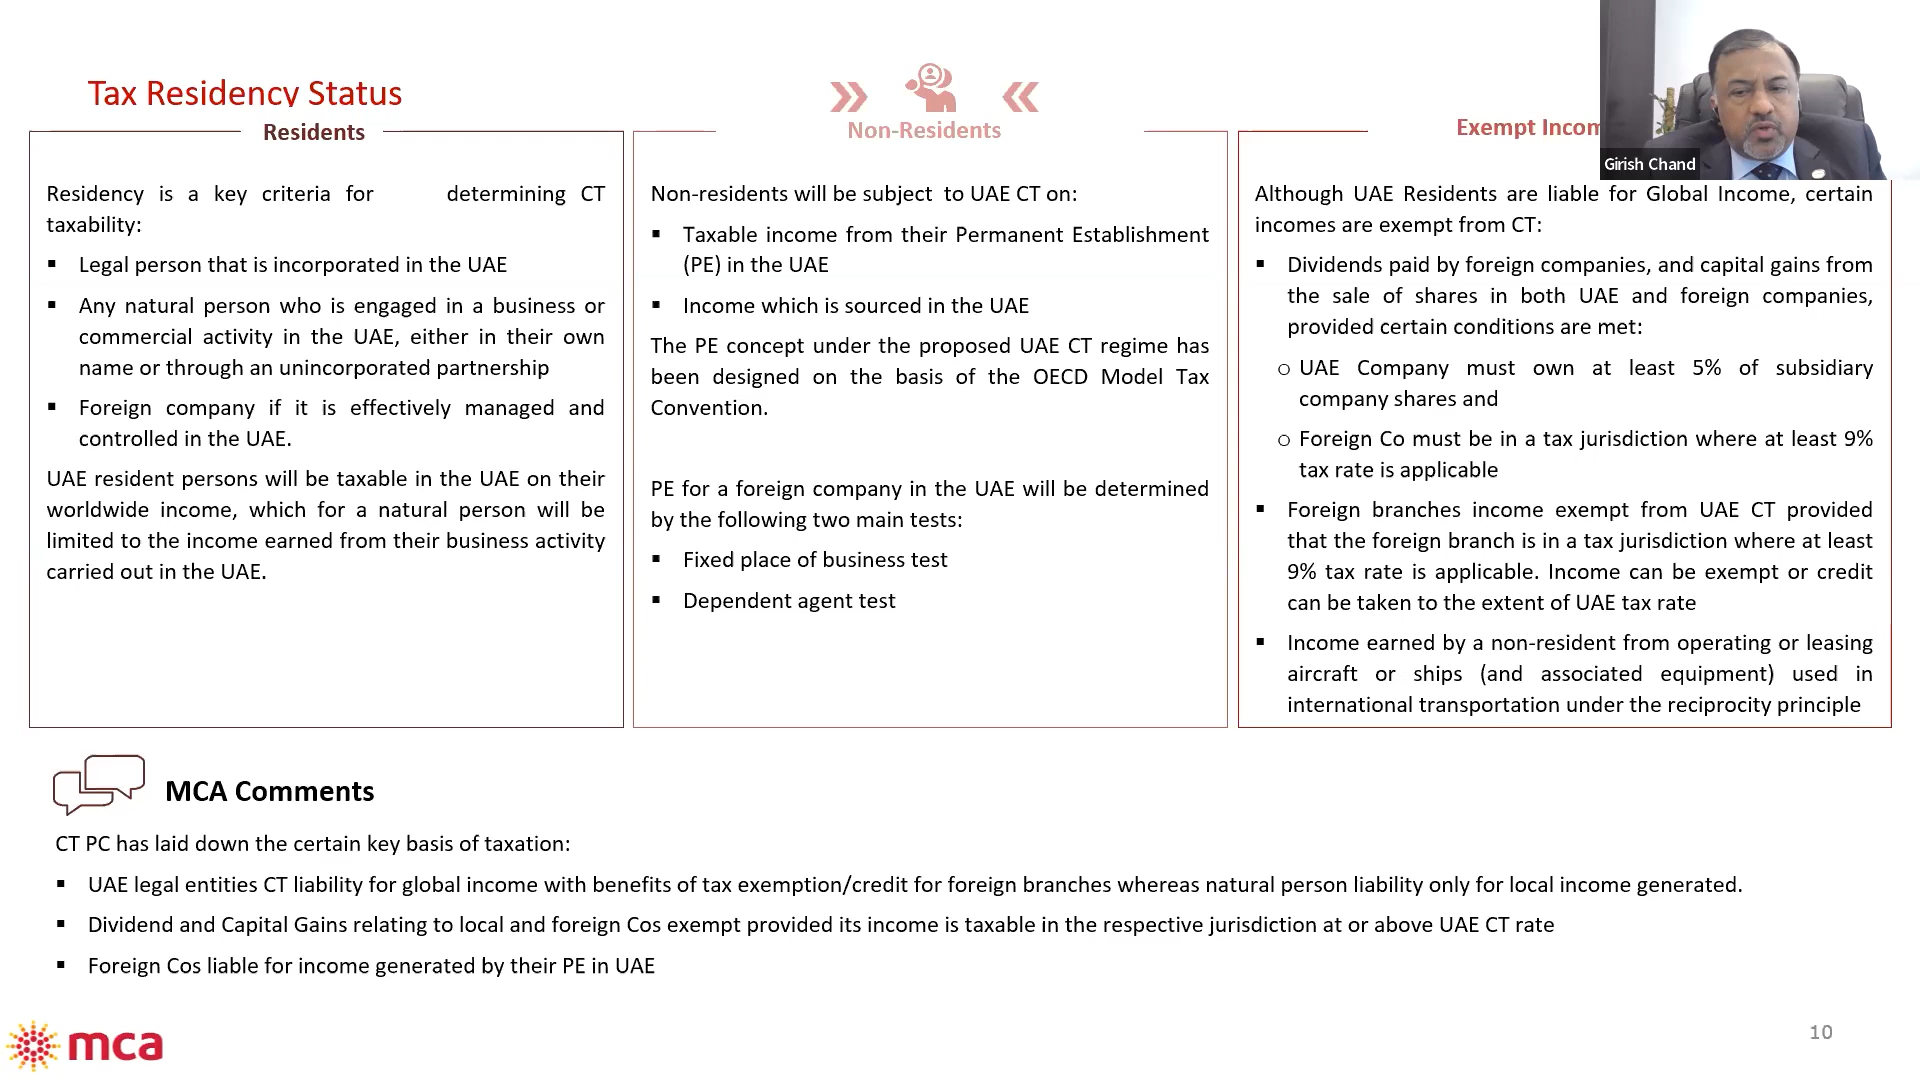 Tax Residency Status
Residents
Residency is a key criteria for determining CT
taxability:
▪ Legal person that is incorporated in the UAE
▪ Any natural person who is engaged in a business or
commercial activity in the UAE, either in their own
name or through an unincorporated partnership
▪ Foreign company if it is effectively managed and
controlled in the UAE.
UAE resident persons will be taxable in the UAE on their
worldwide income, which for a natural person will be
limited to the income earned from their business activity
carried out in the UAE.
Non-Residents
Non-residents will be subject to UAE CT on:
▪ Taxable income from their Permanent Establishment
(PE) in the UAE
▪ Income which is sourced in the UAE
The PE concept under the proposed UAE CT regime has
been designed on the basis of the OECD Model Tax
Convention.
PE for a foreign company in the UAE will be determined
by the following two main tests:
▪ Fixed place of business test
▪ Dependent agent test
Exempt Incom
Girish Chand
Although UAE Residents are liable for Global Income, certain
incomes are exempt from CT:
▪ Dividends paid by foreign companies, and capital gains from
the sale of shares in both UAE and foreign companies,
provided certain conditions are met:
o UAE Company must own at least 5% of subsidiary
company shares and
o Foreign Co must be in a tax jurisdiction where at least 9%
tax rate is applicable
▪ Foreign branches income exempt from UAE CT provided
that the foreign branch is in a tax jurisdiction where at least
9% tax rate is applicable. Income can be exempt or credit
can be taken to the extent of UAE tax rate
▪ Income earned by a non-resident from operating or leasing
aircraft or ships (and associated equipment) used in
international transportation under the reciprocity principle
MCA Comments
CT PC has laid down the certain key basis of taxation:
▪ UAE legal entities CT liability for global income with benefits of tax exemption/credit for foreign branches whereas natural person liability only for local income generated.
▪ Dividend and Capital Gains relating to local and foreign Cos exempt provided its income is taxable in the respective jurisdiction at or above UAE CT rate
▪ Foreign Cos liable for income generated by their PE in UAE
mca
10